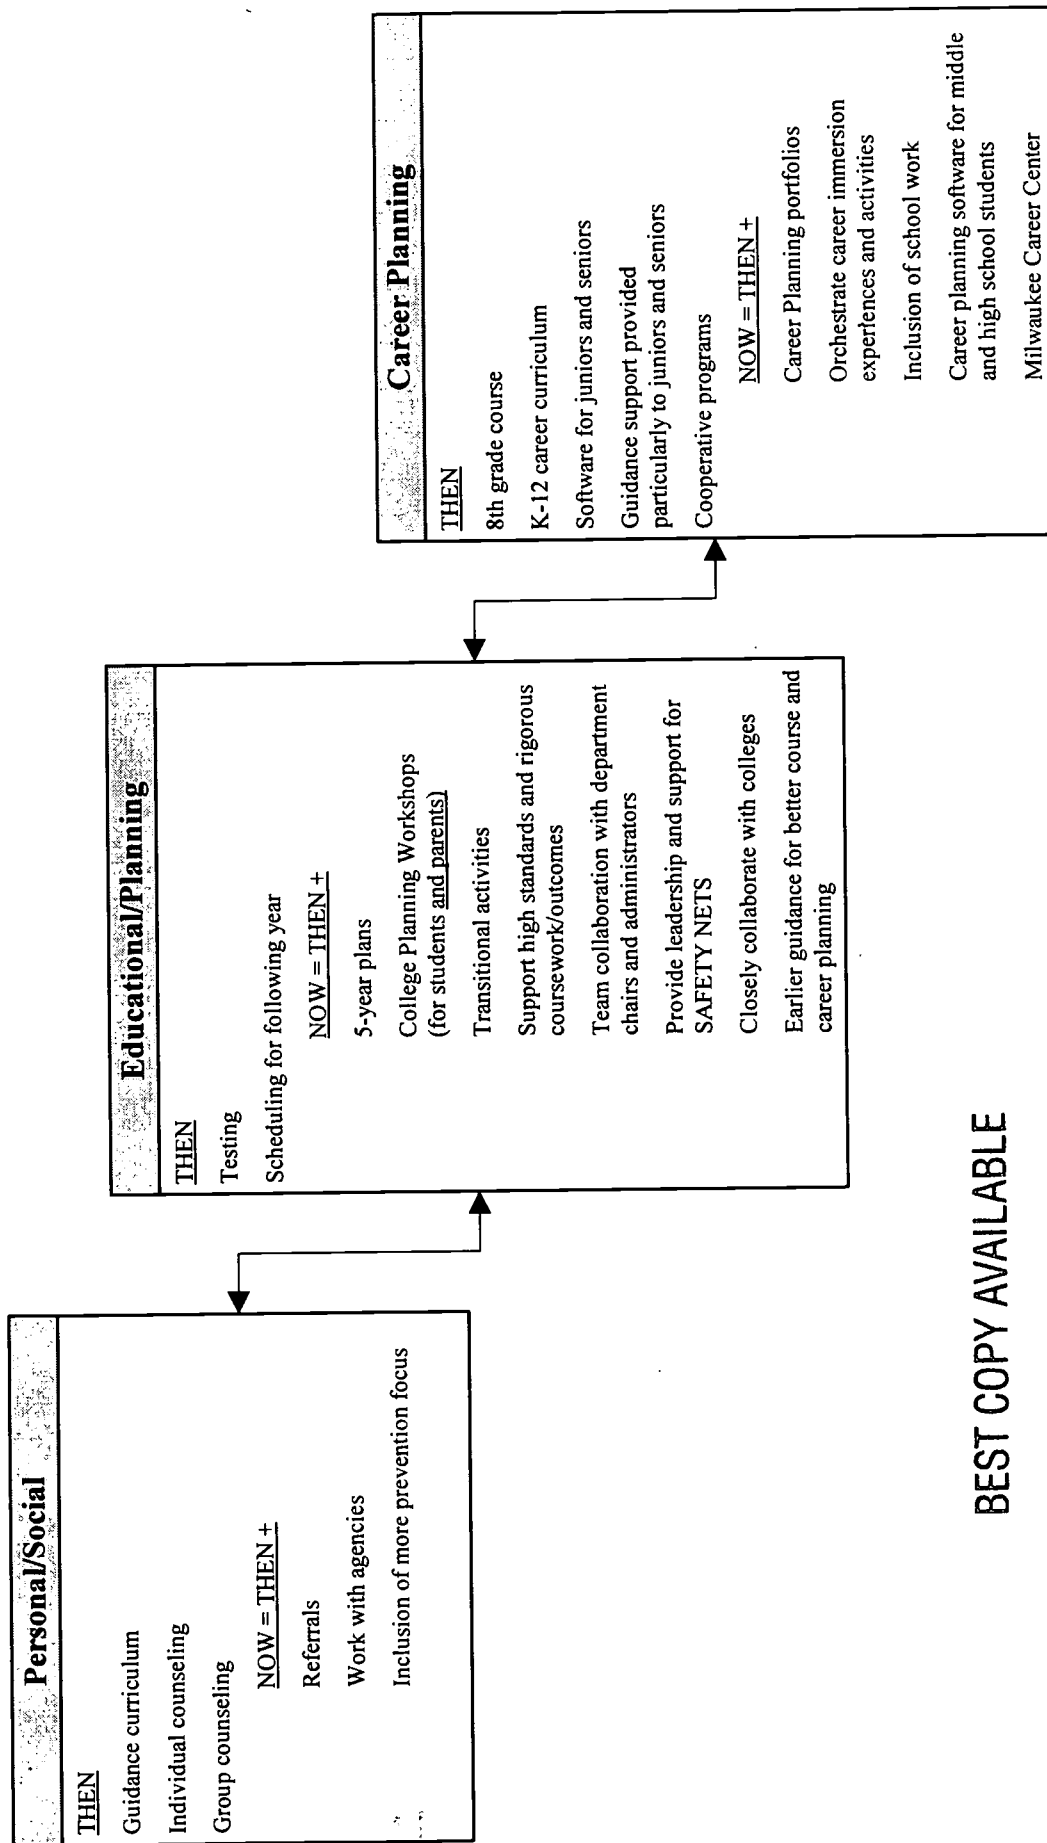 Personal/Social
THEN
Guidance curriculum
Individual counseling
Group counseling
NOW = THEN +
Referrals
Work with agencies
Inclusion of more prevention focus
Educational/Planning
THEN
Testing
Scheduling for following year
NOW = THEN +
5-year plans
College Planning Workshops
(for students and parents)
Transitional activities
Support high standards and rigorous
coursework/outcomes
Team collaboration with department
chairs and administrators
Provide leadership and support for
SAFETY NETS
Closely collaborate with colleges
Earlier guidance for better course and
career planning
Career Planning
THEN
8th grade course
K-12 career curriculum
Software for juniors and seniors
Guidance support provided
particularly to juniors and seniors
Cooperative programs
NOW = THEN +
Career Planning portfolios
Orchestrate career immersion
experiences and activities
Inclusion of school work
Career planning software for middle
and high school students
Milwaukee Career Center
BEST COPY AVAILABLE